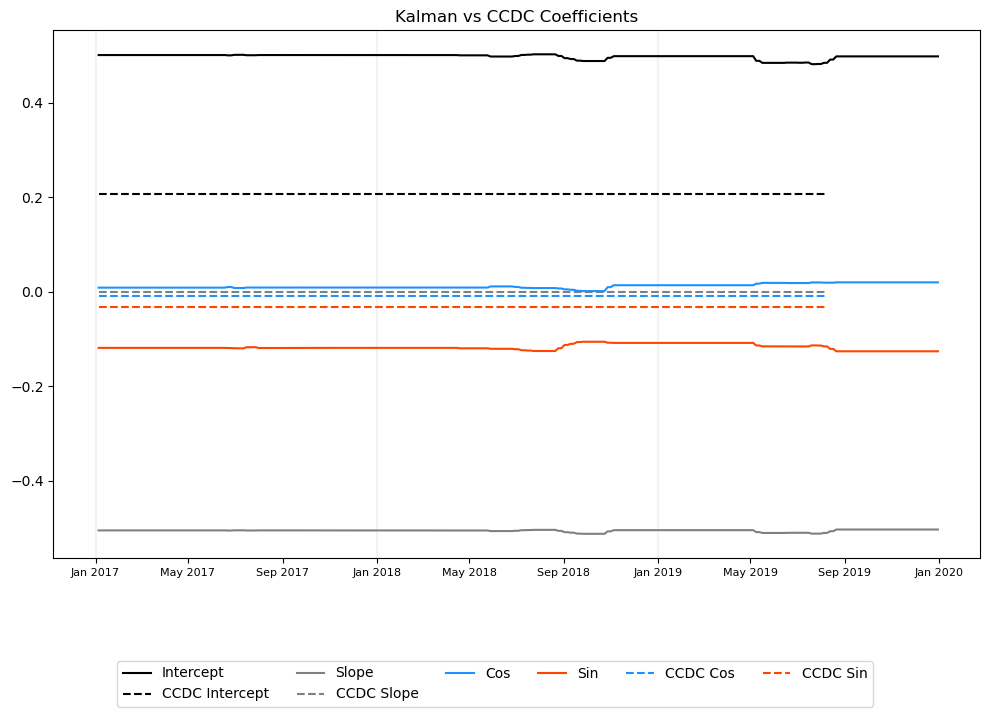 Kalman vs CCDC Coefficients
0.4
0.2
0.0
−0.2
−0.4
Jan 2017 May 2017 Sep 2017 Jan 2018 May 2018 Sep 2018 Jan 2019 May 2019 Sep 2019 Jan 2020
Intercept Slope Cos Sin CCDC Cos CCDC Sin
CCDC Intercept CCDC Slope